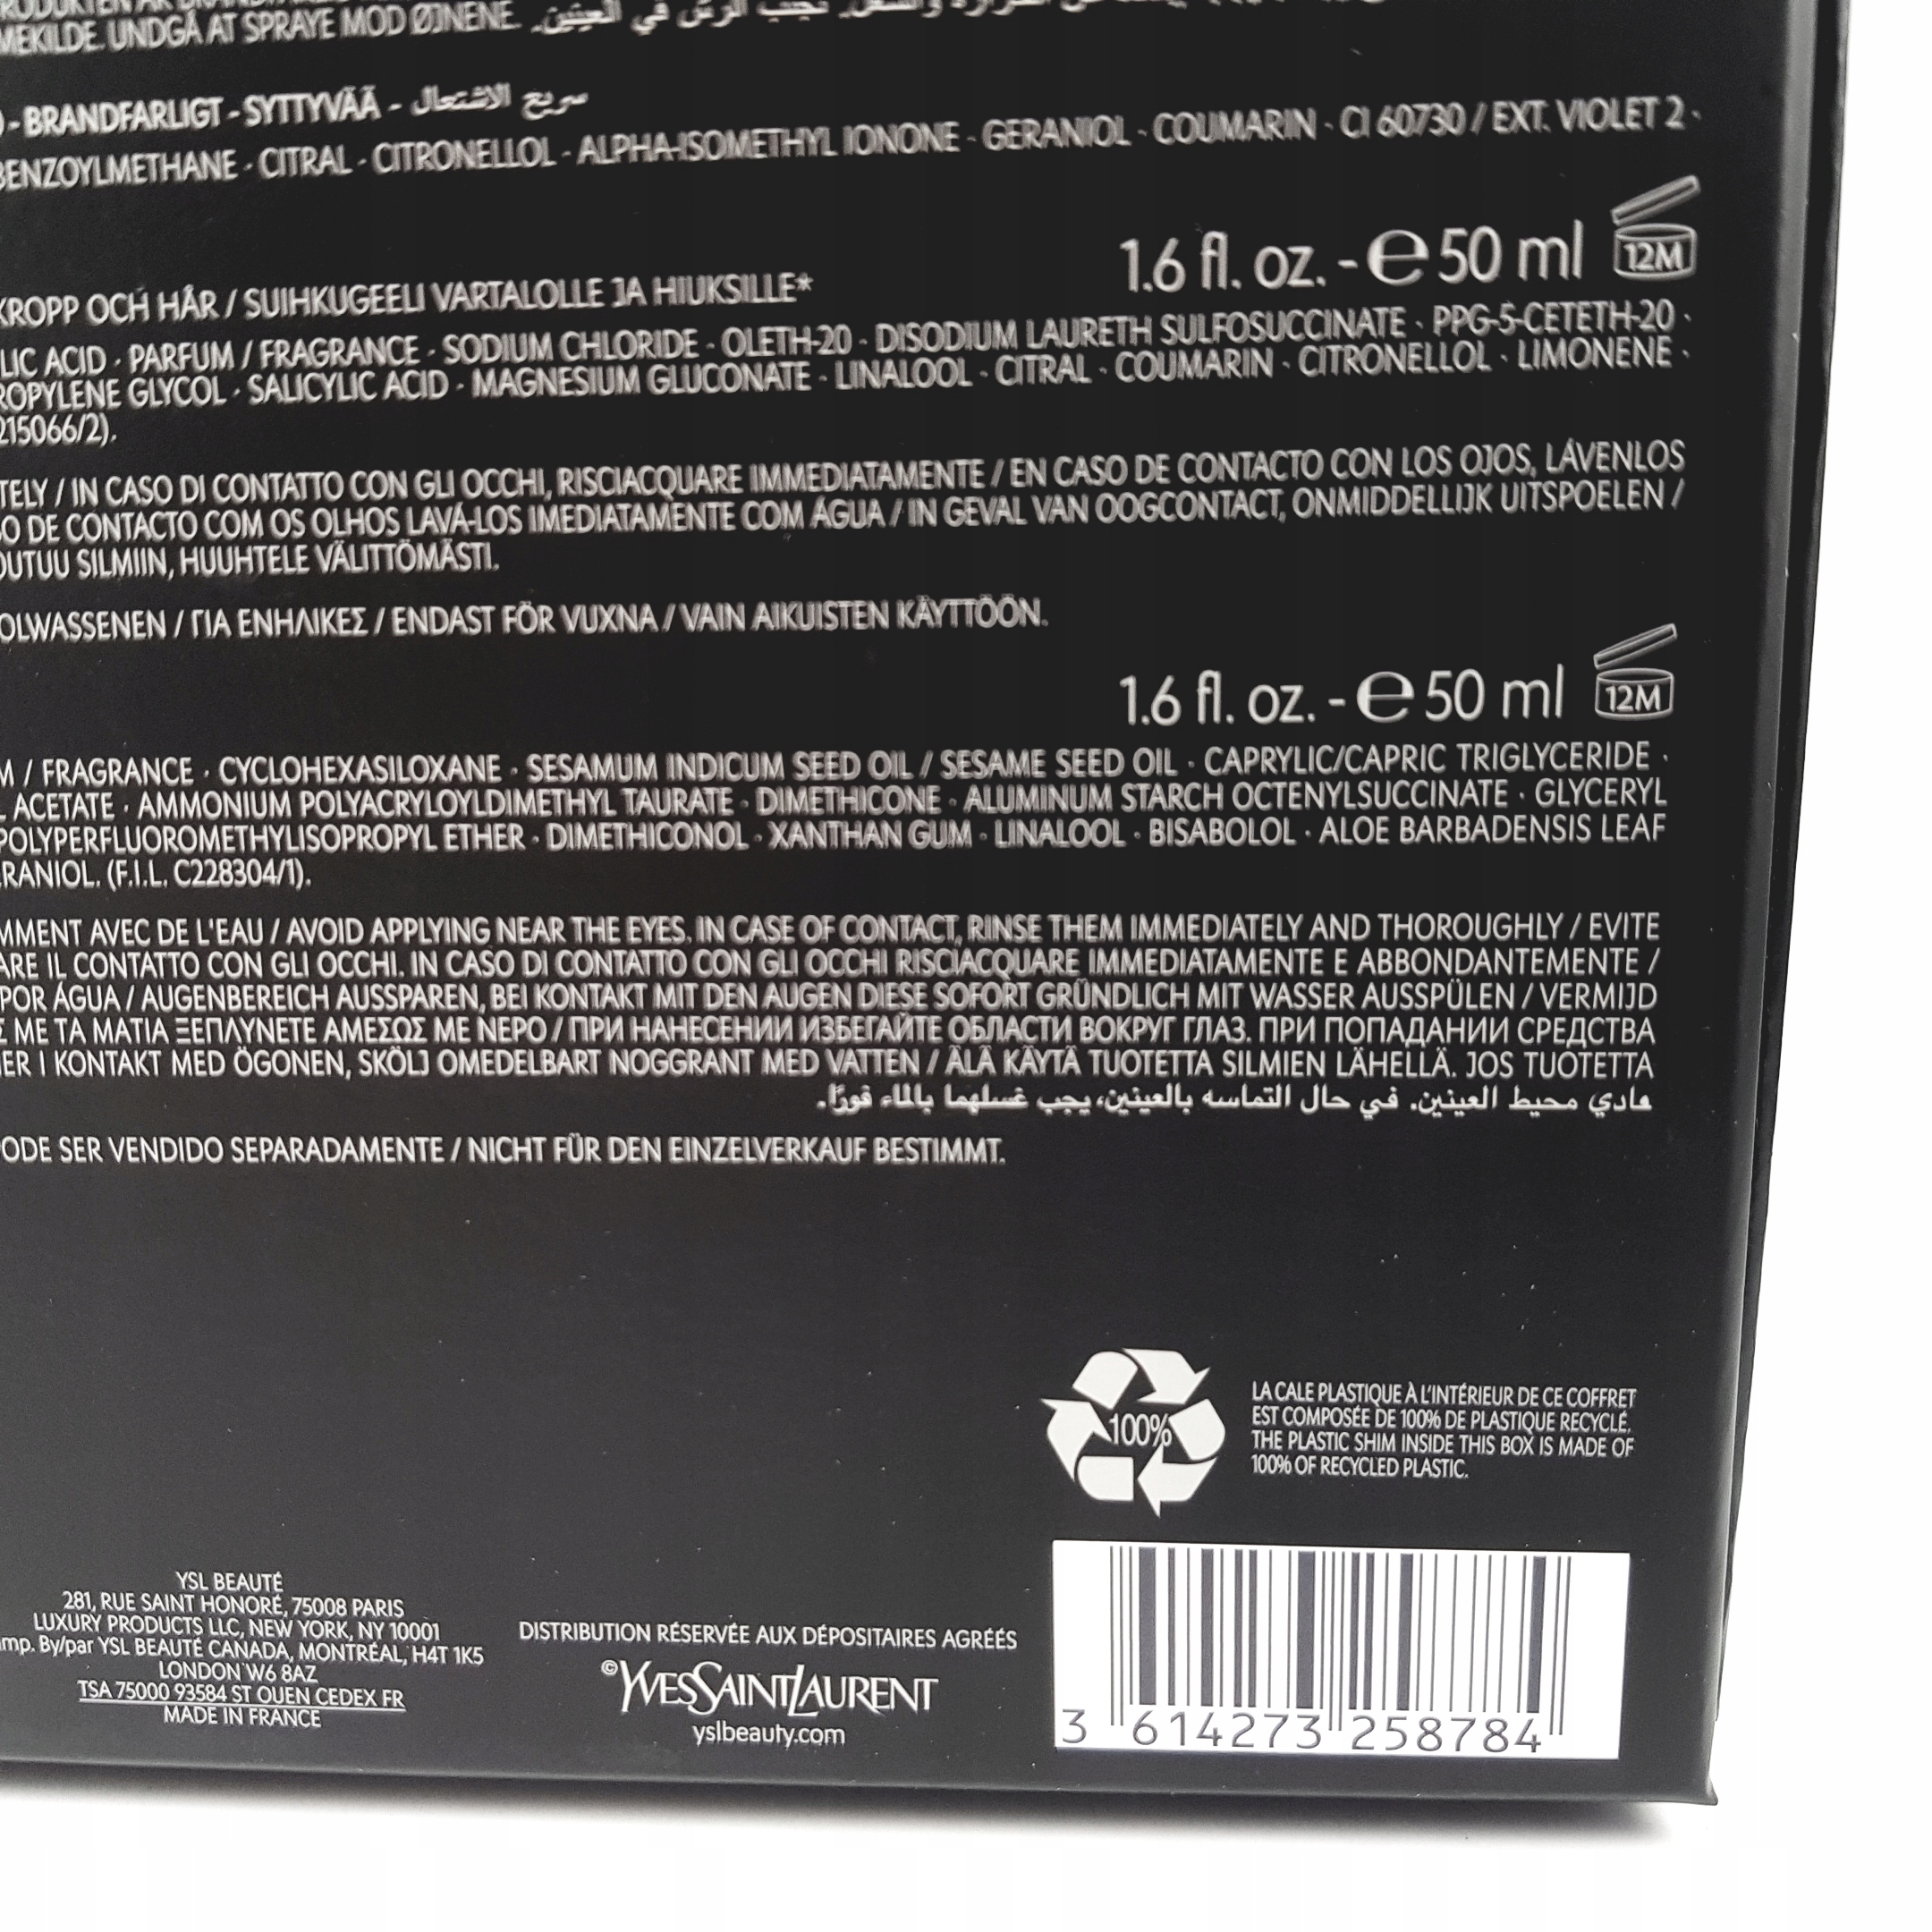 MEKILDE. UNDGÅ AT SPRAYE MOD ØJNENE. تجنب الرش في العينين.
- BRANDFARLIGT - SYTTYVÄÄ - سريع الاشتعال
BENZOYLMETHANE · CITRAL · CITRONELLOL · ALPHA-ISOMETHYL IONONE · GERANIOL · COUMARIN · CI 60730 / EXT. VIOLET 2 ·
1.6 fl. oz. - ℮ 50 ml 12M
KROPP OCH HÅR / SUIHKUGEELI VARTALOLLE JA HIUKSILLE*
LIC ACID · PARFUM / FRAGRANCE · SODIUM CHLORIDE · OLETH-20 · DISODIUM LAURETH SULFOSUCCINATE · PPG-5-CETETH-20 ·
ROPYLENE GLYCOL · SALICYLIC ACID · MAGNESIUM GLUCONATE · LINALOOL · CITRAL · COUMARIN · CITRONELLOL · LIMONENE ·
215066/2).
TELY / IN CASO DI CONTATTO CON GLI OCCHI, RISCIACQUARE IMMEDIATAMENTE / EN CASO DE CONTACTO CON LOS OJOS, LÁVENLOS
SO DE CONTACTO COM OS OLHOS LAVÁ-LOS IMEDIATAMENTE COM ÁGUA / IN GEVAL VAN OOGCONTACT, ONMIDDELLIJK UITSPOELEN /
OUTUU SILMIIN, HUUHTELE VÄLITTÖMÄSTI.
OLWASSENEN / ΓΙΑ ΕΝΗΛΙΚΕΣ / ENDAST FÖR VUXNA / VAIN AIKUISTEN KÄYTTÖÖN.
1.6 fl. oz. - ℮ 50 ml 12M
M / FRAGRANCE · CYCLOHEXASILOXANE · SESAMUM INDICUM SEED OIL / SESAME SEED OIL · CAPRYLIC/CAPRIC TRIGLYCERIDE ·
L ACETATE · AMMONIUM POLYACRYLOYLDIMETHYL TAURATE · DIMETHICONE · ALUMINUM STARCH OCTENYLSUCCINATE · GLYCERYL
POLYPERFLUOROMETHYLISOPROPYL ETHER · DIMETHICONOL · XANTHAN GUM · LINALOOL · BISABOLOL · ALOE BARBADENSIS LEAF
RANIOL. (F.I.L. C228304/1).
MMENT AVEC DE L'EAU / AVOID APPLYING NEAR THE EYES. IN CASE OF CONTACT, RINSE THEM IMMEDIATELY AND THOROUGHLY / EVITE
ARE IL CONTATTO CON GLI OCCHI. IN CASO DI CONTATTO CON GLI OCCHI RISCIACQUARE IMMEDIATAMENTE E ABBONDANTEMENTE /
POR ÁGUA / AUGENBEREICH AUSSPAREN, BEI KONTAKT MIT DEN AUGEN DIESE SOFORT GRÜNDLICH MIT WASSER AUSSPÜLEN / VERMIJD
Σ ΜΕ ΤΑ ΜΑΤΙΑ ΞΕΠΛΥΝΕΤΕ ΑΜΕΣΩΣ ΜΕ ΝΕΡΟ / ПРИ НАНЕСЕНИИ ИЗБЕГАЙТЕ ОБЛАСТИ ВОКРУГ ГЛАЗ. ПРИ ПОПАДАНИИ СРЕДСТВА
ER I KONTAKT MED ÖGONEN, SKÖLJ OMEDELBART NOGGRANT MED VATTEN / ÄLÄ KÄYTÄ TUOTETTA SILMIEN LÄHELLÄ. JOS TUOTETTA
فادي محيط العينين. في حال التماسه بالعينين، يجب غسلهما بالماء فورًا.
ODE SER VENDIDO SEPARADAMENTE / NICHT FÜR DEN EINZELVERKAUF BESTIMMT.
100%
LA CALE PLASTIQUE À L'INTÉRIEUR DE CE COFFRET
EST COMPOSÉE DE 100% DE PLASTIQUE RECYCLÉ.
THE PLASTIC SHIM INSIDE THIS BOX IS MADE OF
100% OF RECYCLED PLASTIC.
YSL BEAUTÉ
281, RUE SAINT HONORÉ, 75008 PARIS
LUXURY PRODUCTS LLC, NEW YORK, NY 10001
mp. By/par YSL BEAUTÉ CANADA, MONTRÉAL, H4T 1K5
LONDON W6 8AZ
TSA 75000 93584 ST OUEN CEDEX FR
MADE IN FRANCE
DISTRIBUTION RÉSERVÉE AUX DÉPOSITAIRES AGRÉÉS
©YVESSAINTLAURENT
yslbeauty.com
3 614273 258784